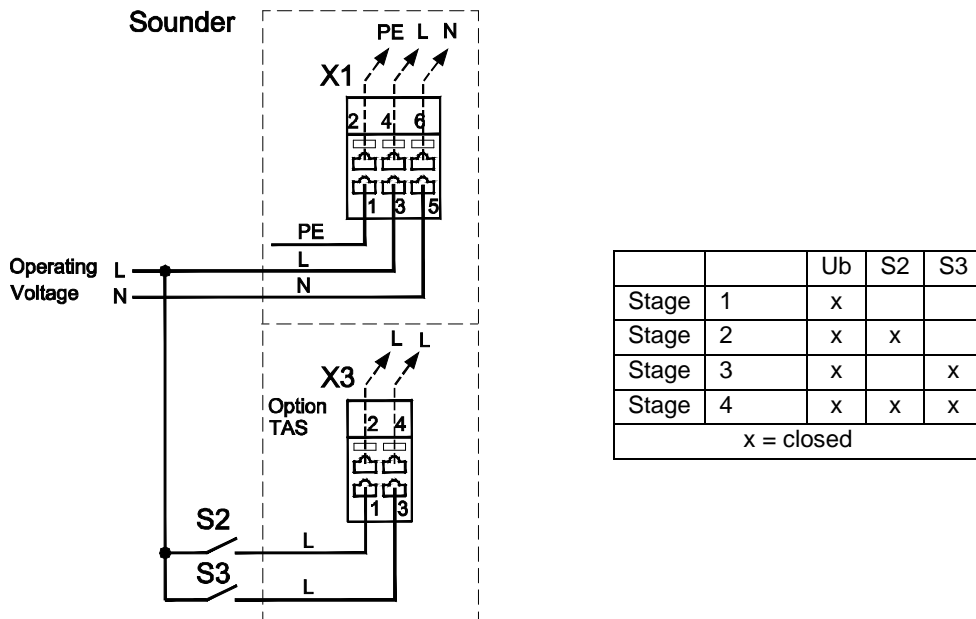 Sounder
PE L N
X1
2 4 6
1 3 5
PE
Operating L L
Voltage N N
L L
X3
Option
TAS
2 4
1 3
S2 L
S3 L
Ub S2 S3
Stage 1 x
Stage 2 x x
Stage 3 x x
Stage 4 x x x
x = closed